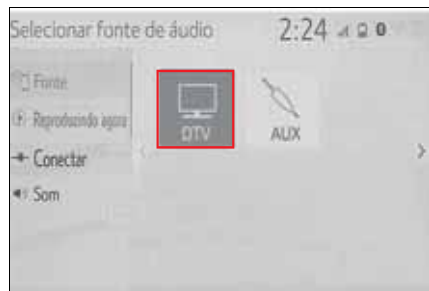 Selecionar fonte de áudio 2:24
Fonte
Reproduzindo agora
Conectar
Som
DTV
AUX